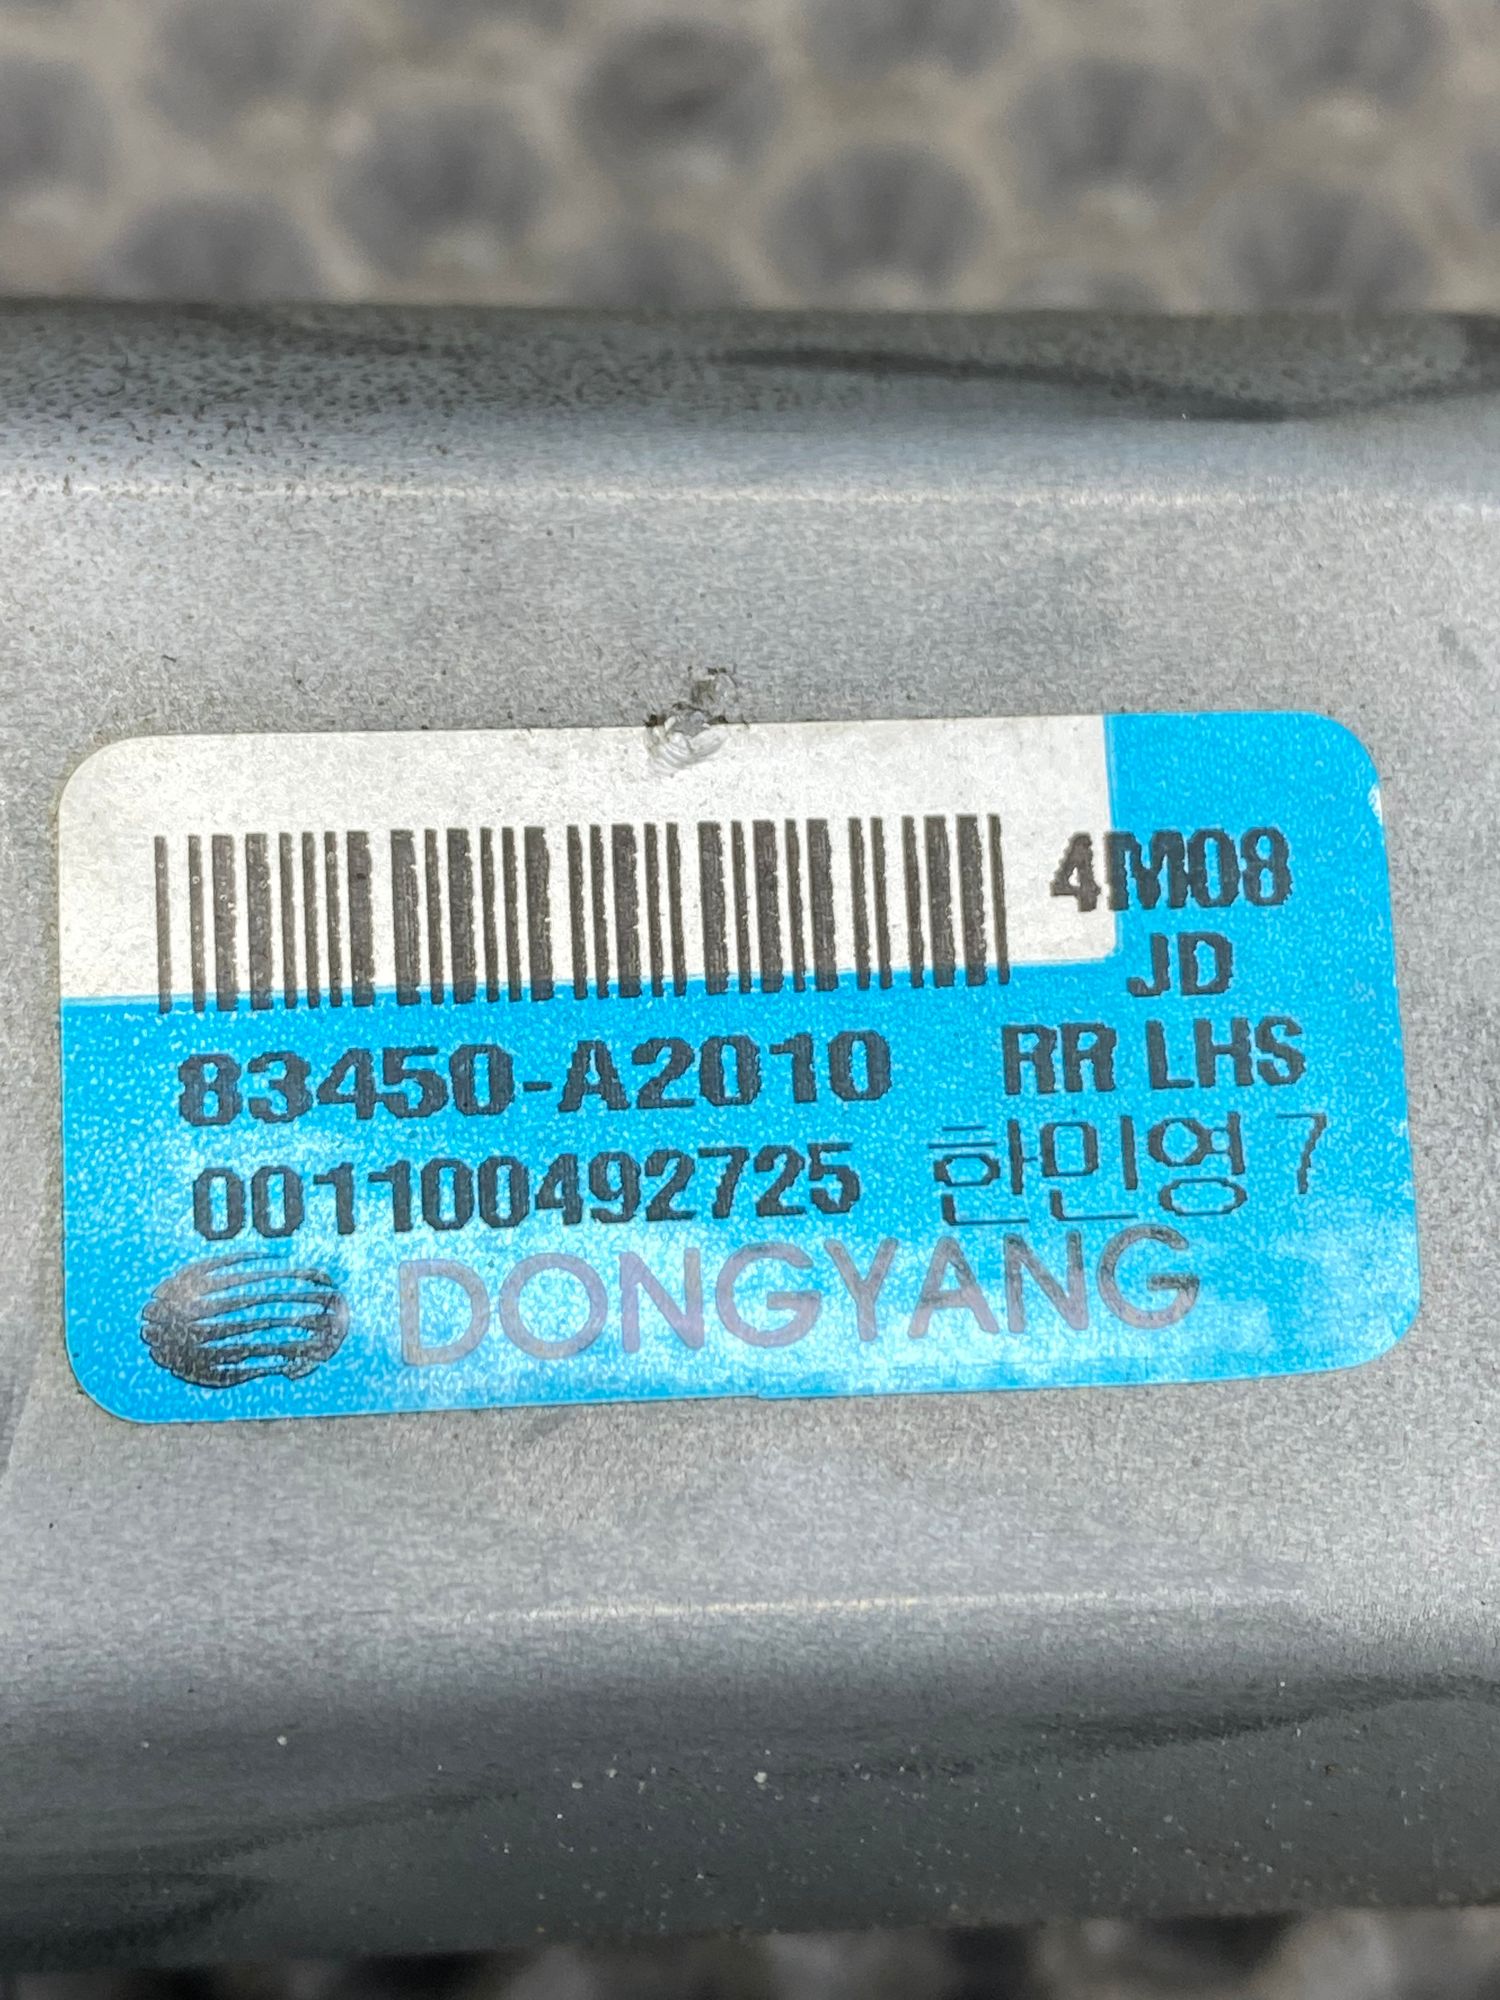 4M08
JD
83450-A2010 RR LHS
001100492725 한민영 7
DONGYANG